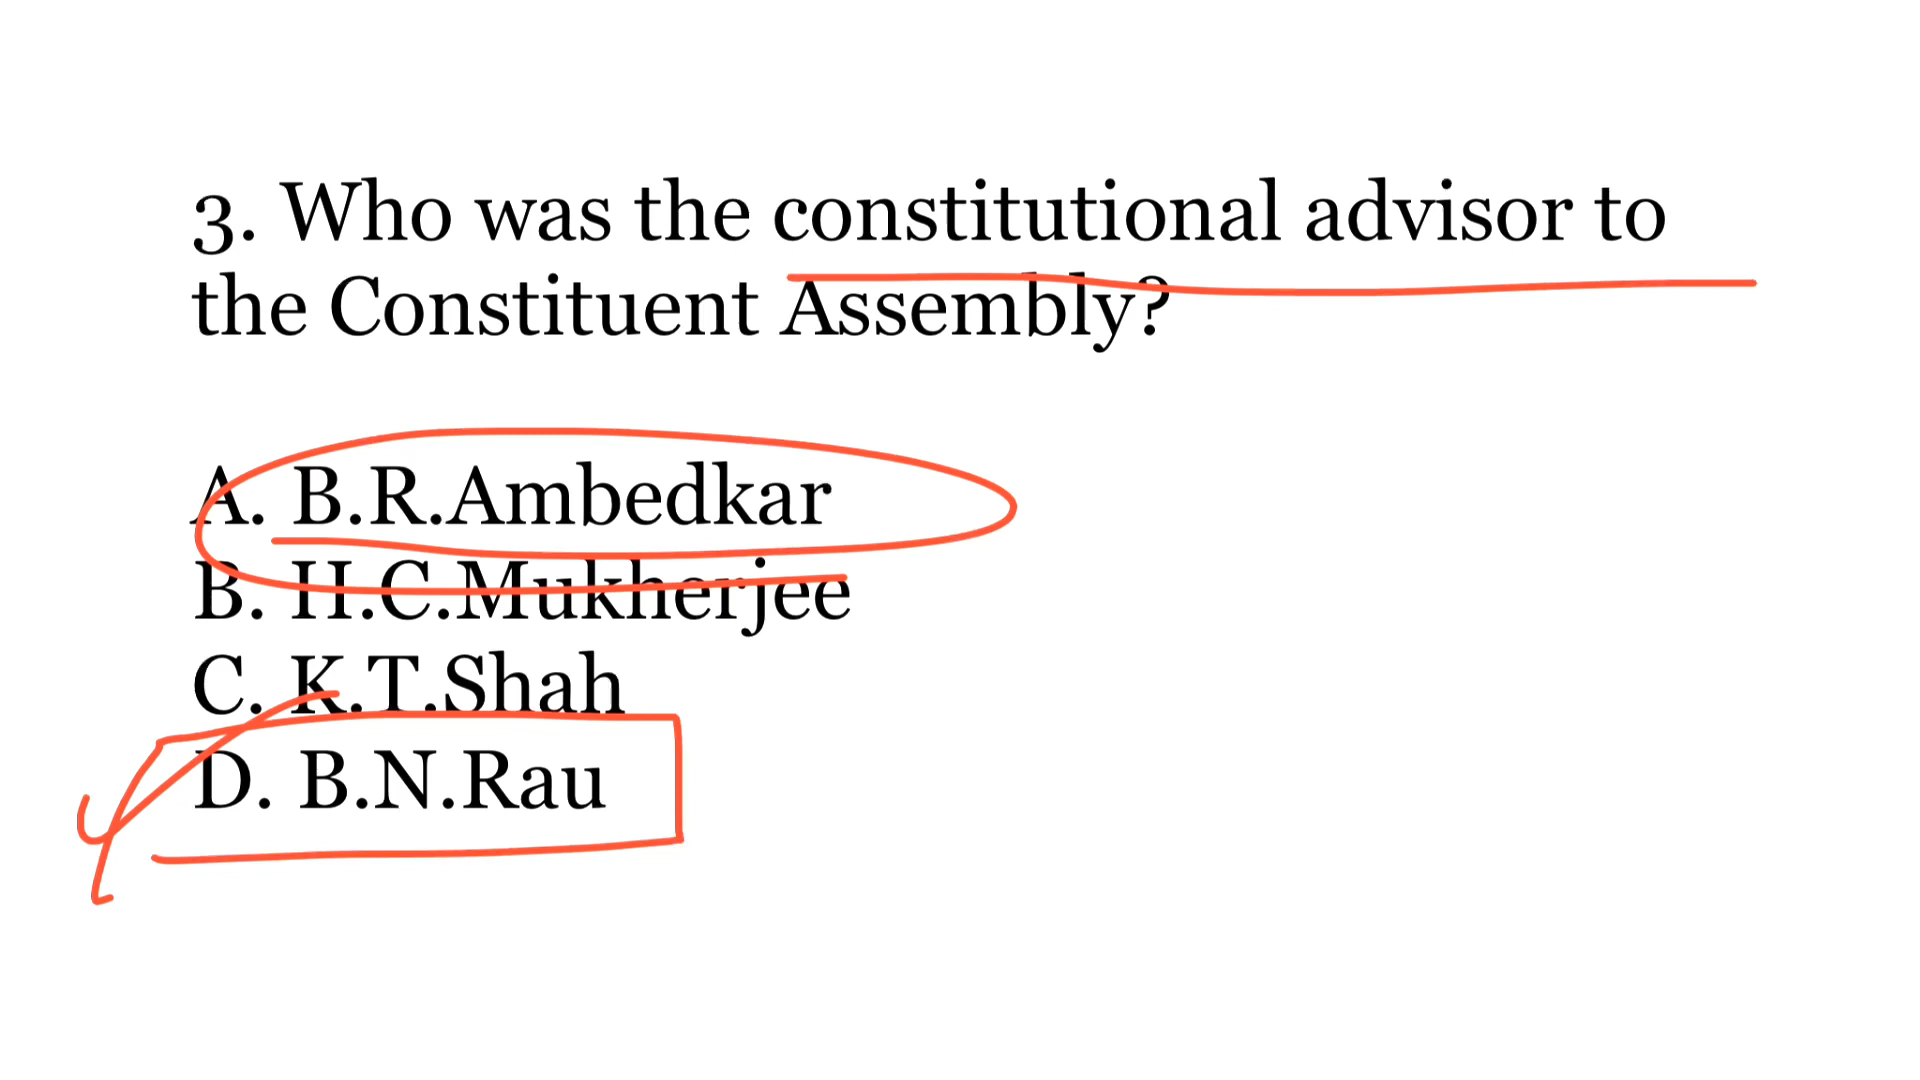 3. Who was the constitutional advisor to
the Constituent Assembly?
A. B.R.Ambedkar
B. H.C.Mukherjee
C. K.T.Shah
D. B.N.Rau